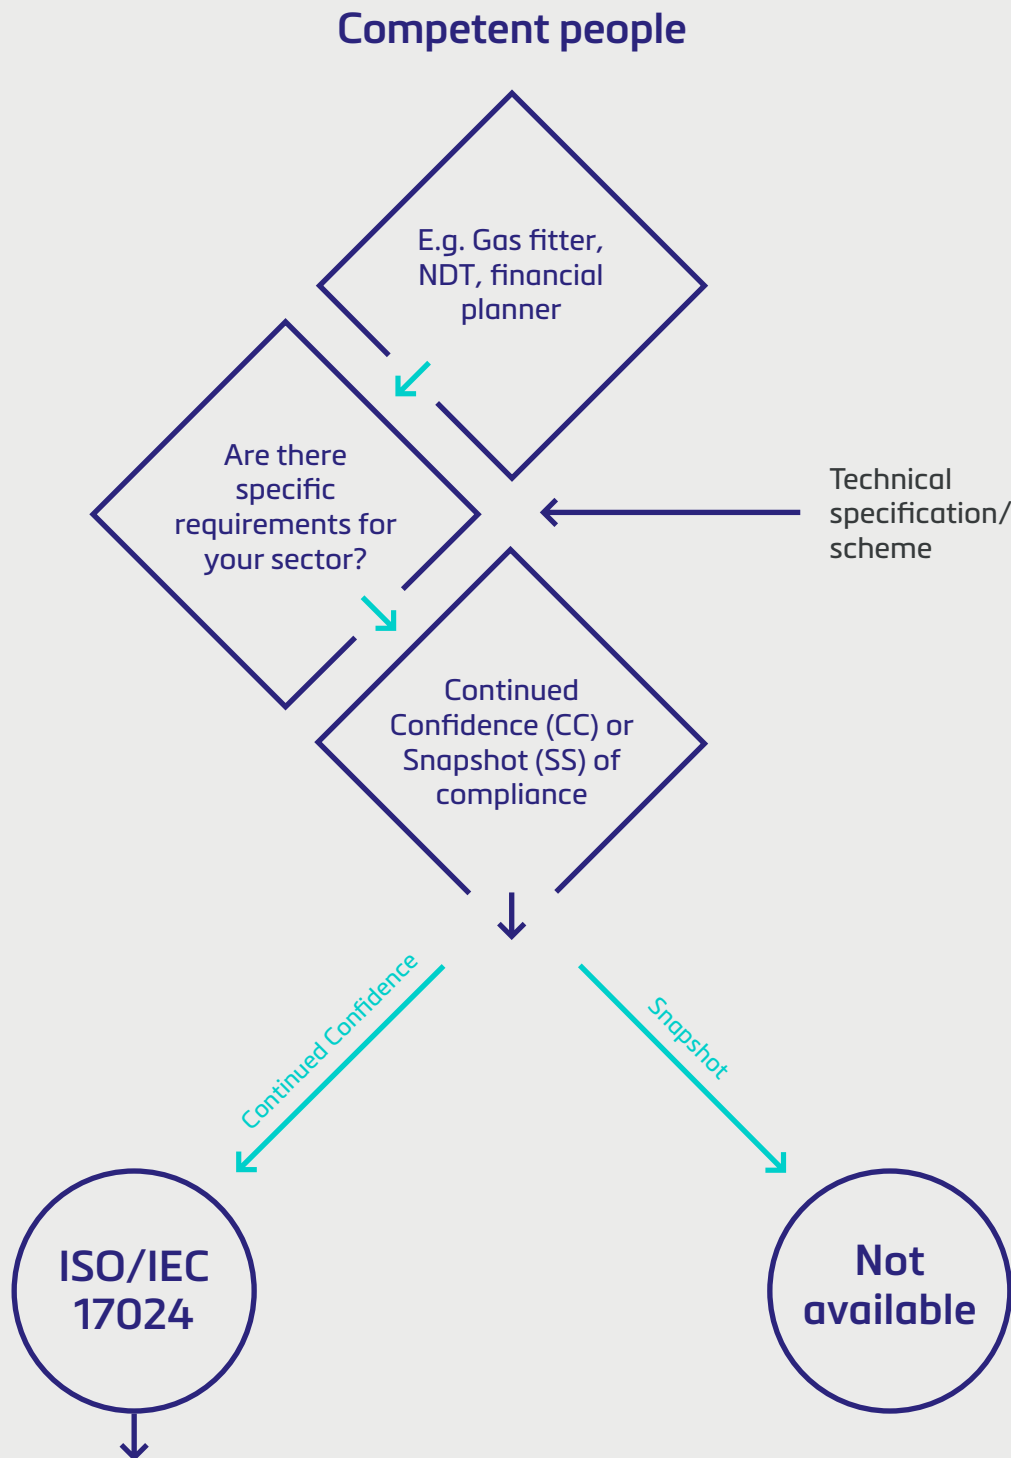 Competent people
E.g. Gas fitter,
NDT, financial
planner
Are there
specific
requirements for
your sector?
Technical
specification/
scheme
Continued
Confidence (CC) or
Snapshot (SS) of
compliance
Continued Confidence
Snapshot
ISO/IEC
17024
Not
available